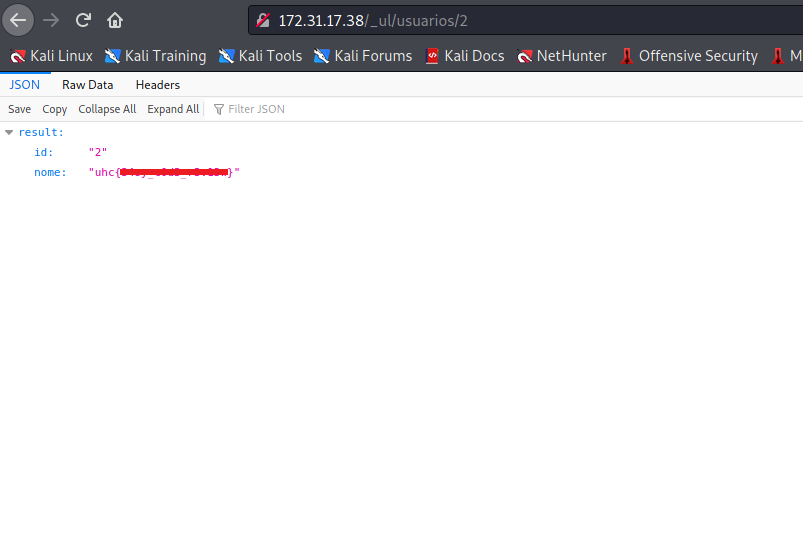 172.31.17.38/_ul/usuarios/2
Kali Linux Kali Training Kali Tools Kali Forums Kali Docs NetHunter Offensive Security M
JSON Raw Data Headers
Save Copy Collapse All Expand All Filter JSON
result:
id: "2"
nome: "uhc{ }"